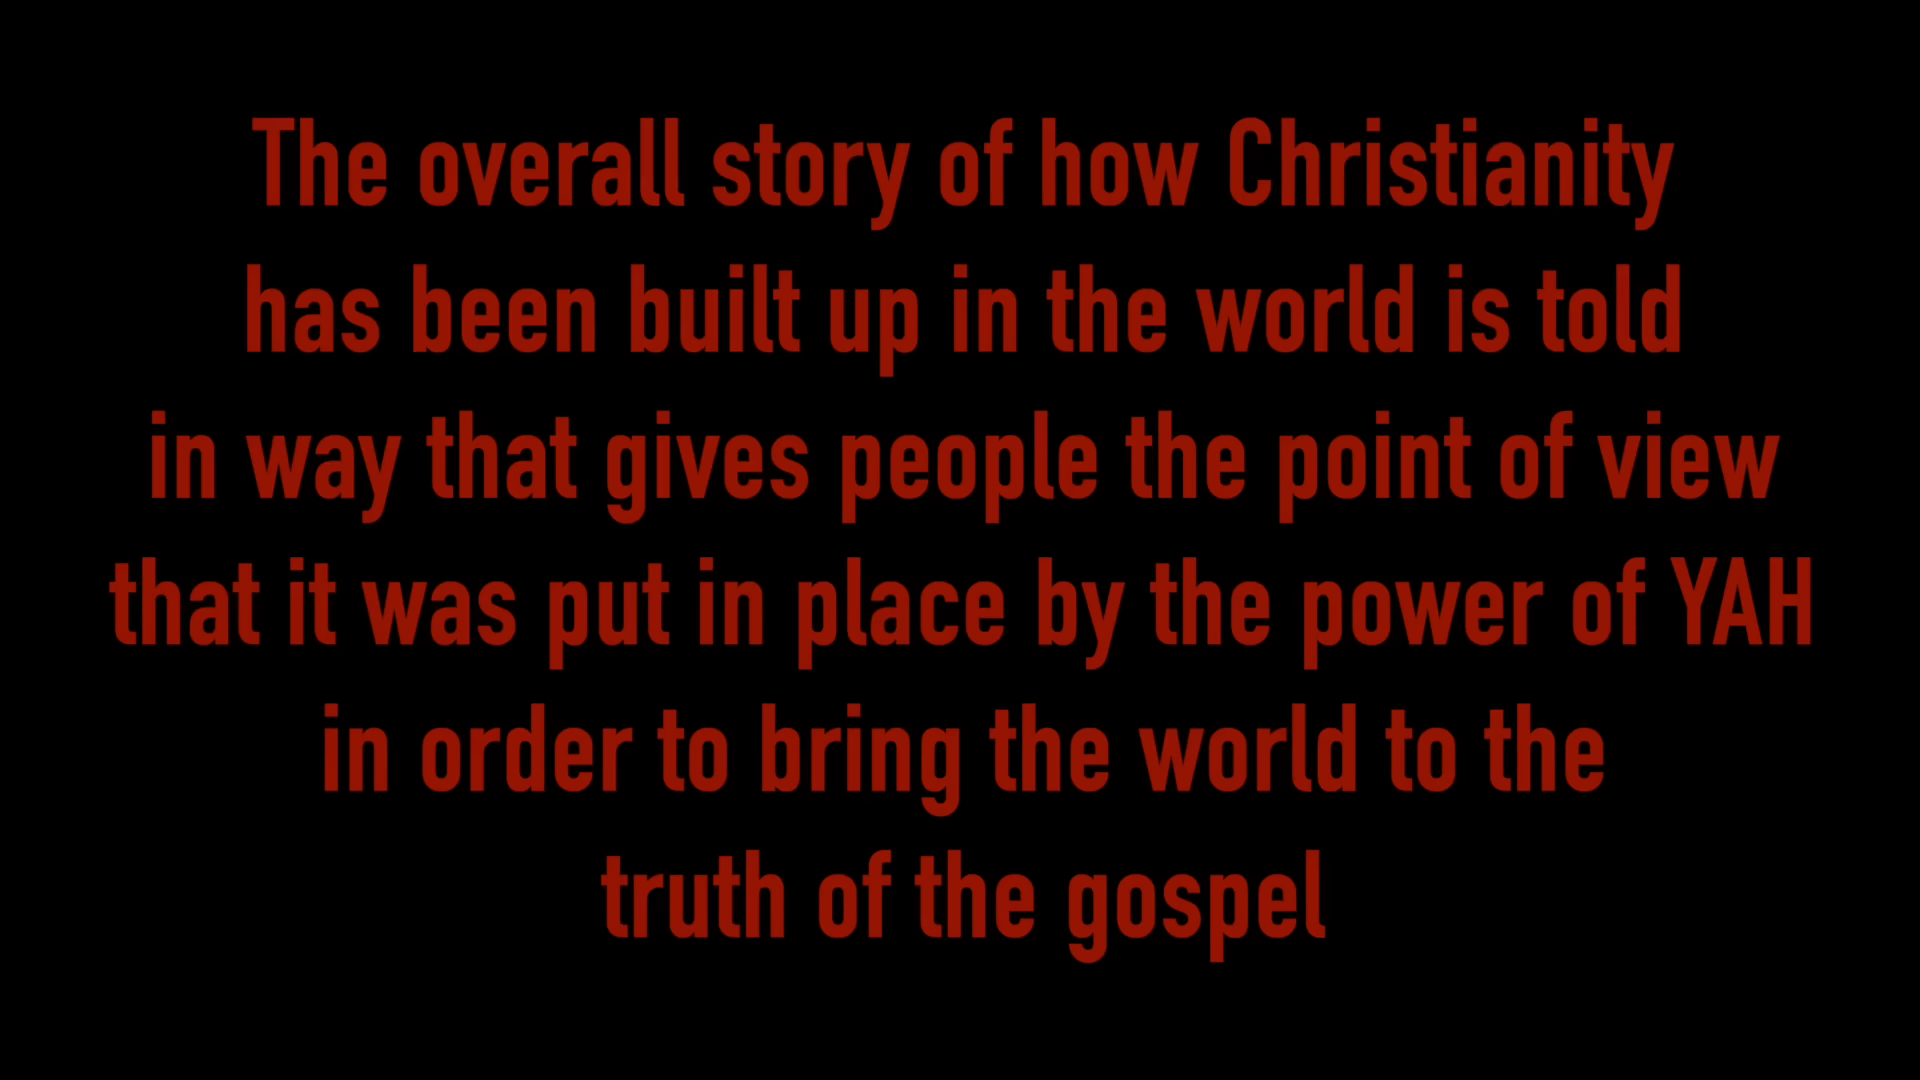 The overall story of how Christianity
has been built up in the world is told
in way that gives people the point of view
that it was put in place by the power of YAH
in order to bring the world to the
truth of the gospel